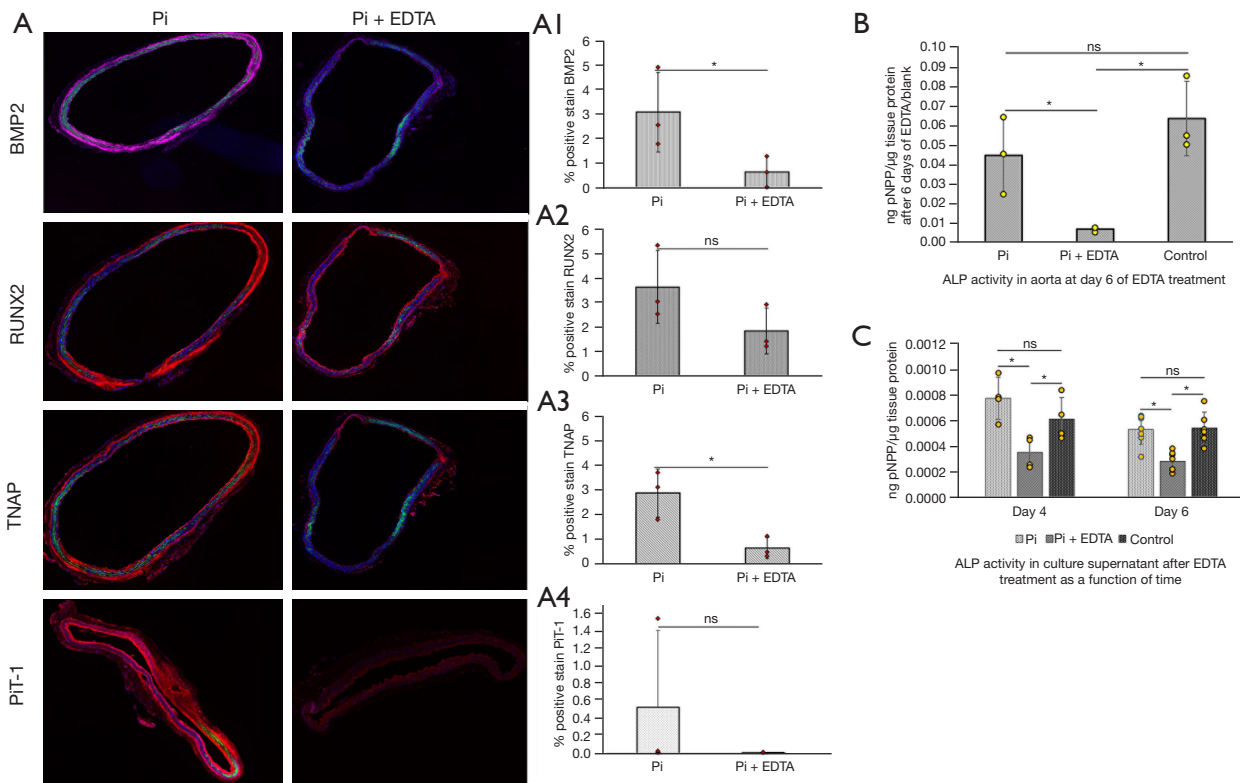 A
Pi
Pi + EDTA
BMP2
RUNX2
TNAP
PiT-1
A1
% positive stain BMP2
6
5
4
3
2
1
0
*
Pi
Pi + EDTA
A2
% positive stain RUNX2
6
5
4
3
2
1
0
ns
Pi
Pi + EDTA
A3
% positive stain TNAP
6
5
4
3
2
1
0
*
Pi
Pi + EDTA
A4
% positive stain PiT-1
1.6
1.4
1.2
1.0
0.8
0.6
0.4
0.2
0.0
ns
Pi
Pi + EDTA
B
ng pNPP/µg tissue protein
after 6 days of EDTA/blank
0.10
0.09
0.08
0.07
0.06
0.05
0.04
0.03
0.02
0.01
0.00
ns
*
*
Pi
Pi + EDTA
Control
ALP activity in aorta at day 6 of EDTA treatment
C
ng pNPP/µg tissue protein
0.0012
0.0010
0.0008
0.0006
0.0004
0.0002
0.0000
ns
*
*
ns
*
*
Day 4
Day 6
Pi Pi + EDTA Control
ALP activity in culture supernatant after EDTA
treatment as a function of time